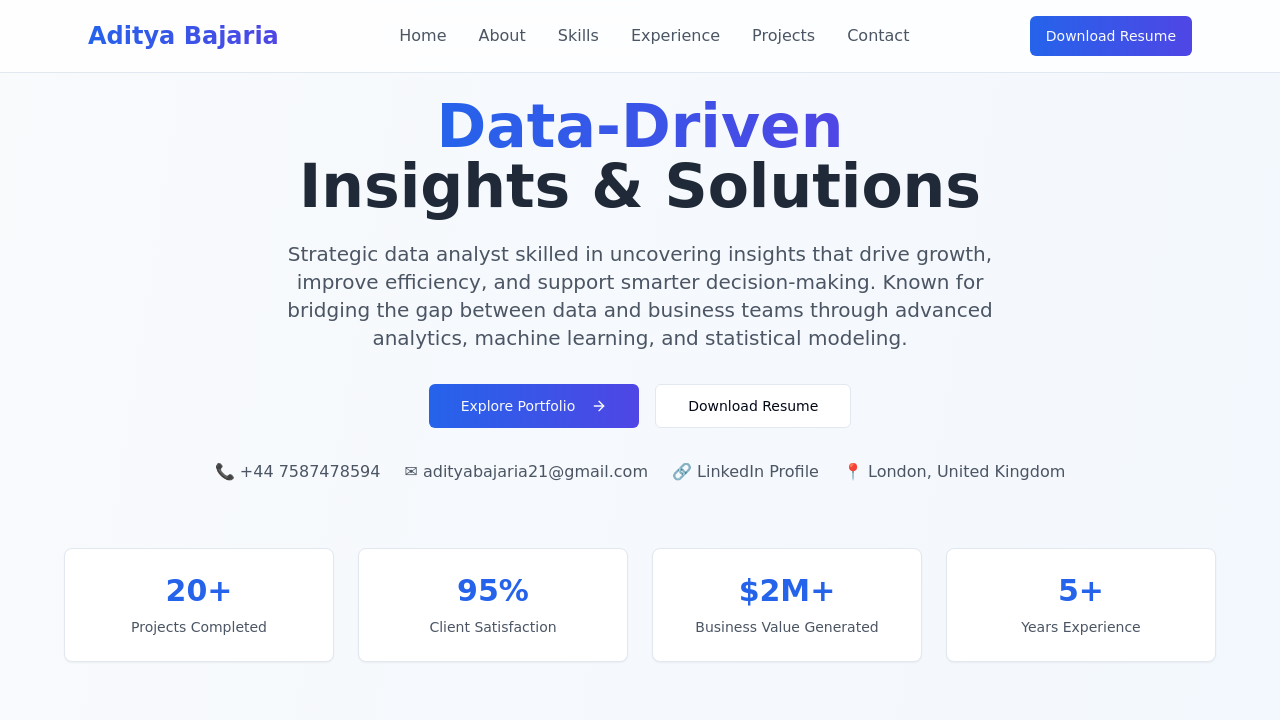 Aditya Bajaria
Home About Skills Experience Projects Contact
Download Resume
Data-Driven
Insights & Solutions
Strategic data analyst skilled in uncovering insights that drive growth,
improve efficiency, and support smarter decision-making. Known for
bridging the gap between data and business teams through advanced
analytics, machine learning, and statistical modeling.
Explore Portfolio →
Download Resume
📞 +44 7587478594 ✉ adityabajaria21@gmail.com 🔗 LinkedIn Profile 📍 London, United Kingdom
20+
Projects Completed
95%
Client Satisfaction
$2M+
Business Value Generated
5+
Years Experience